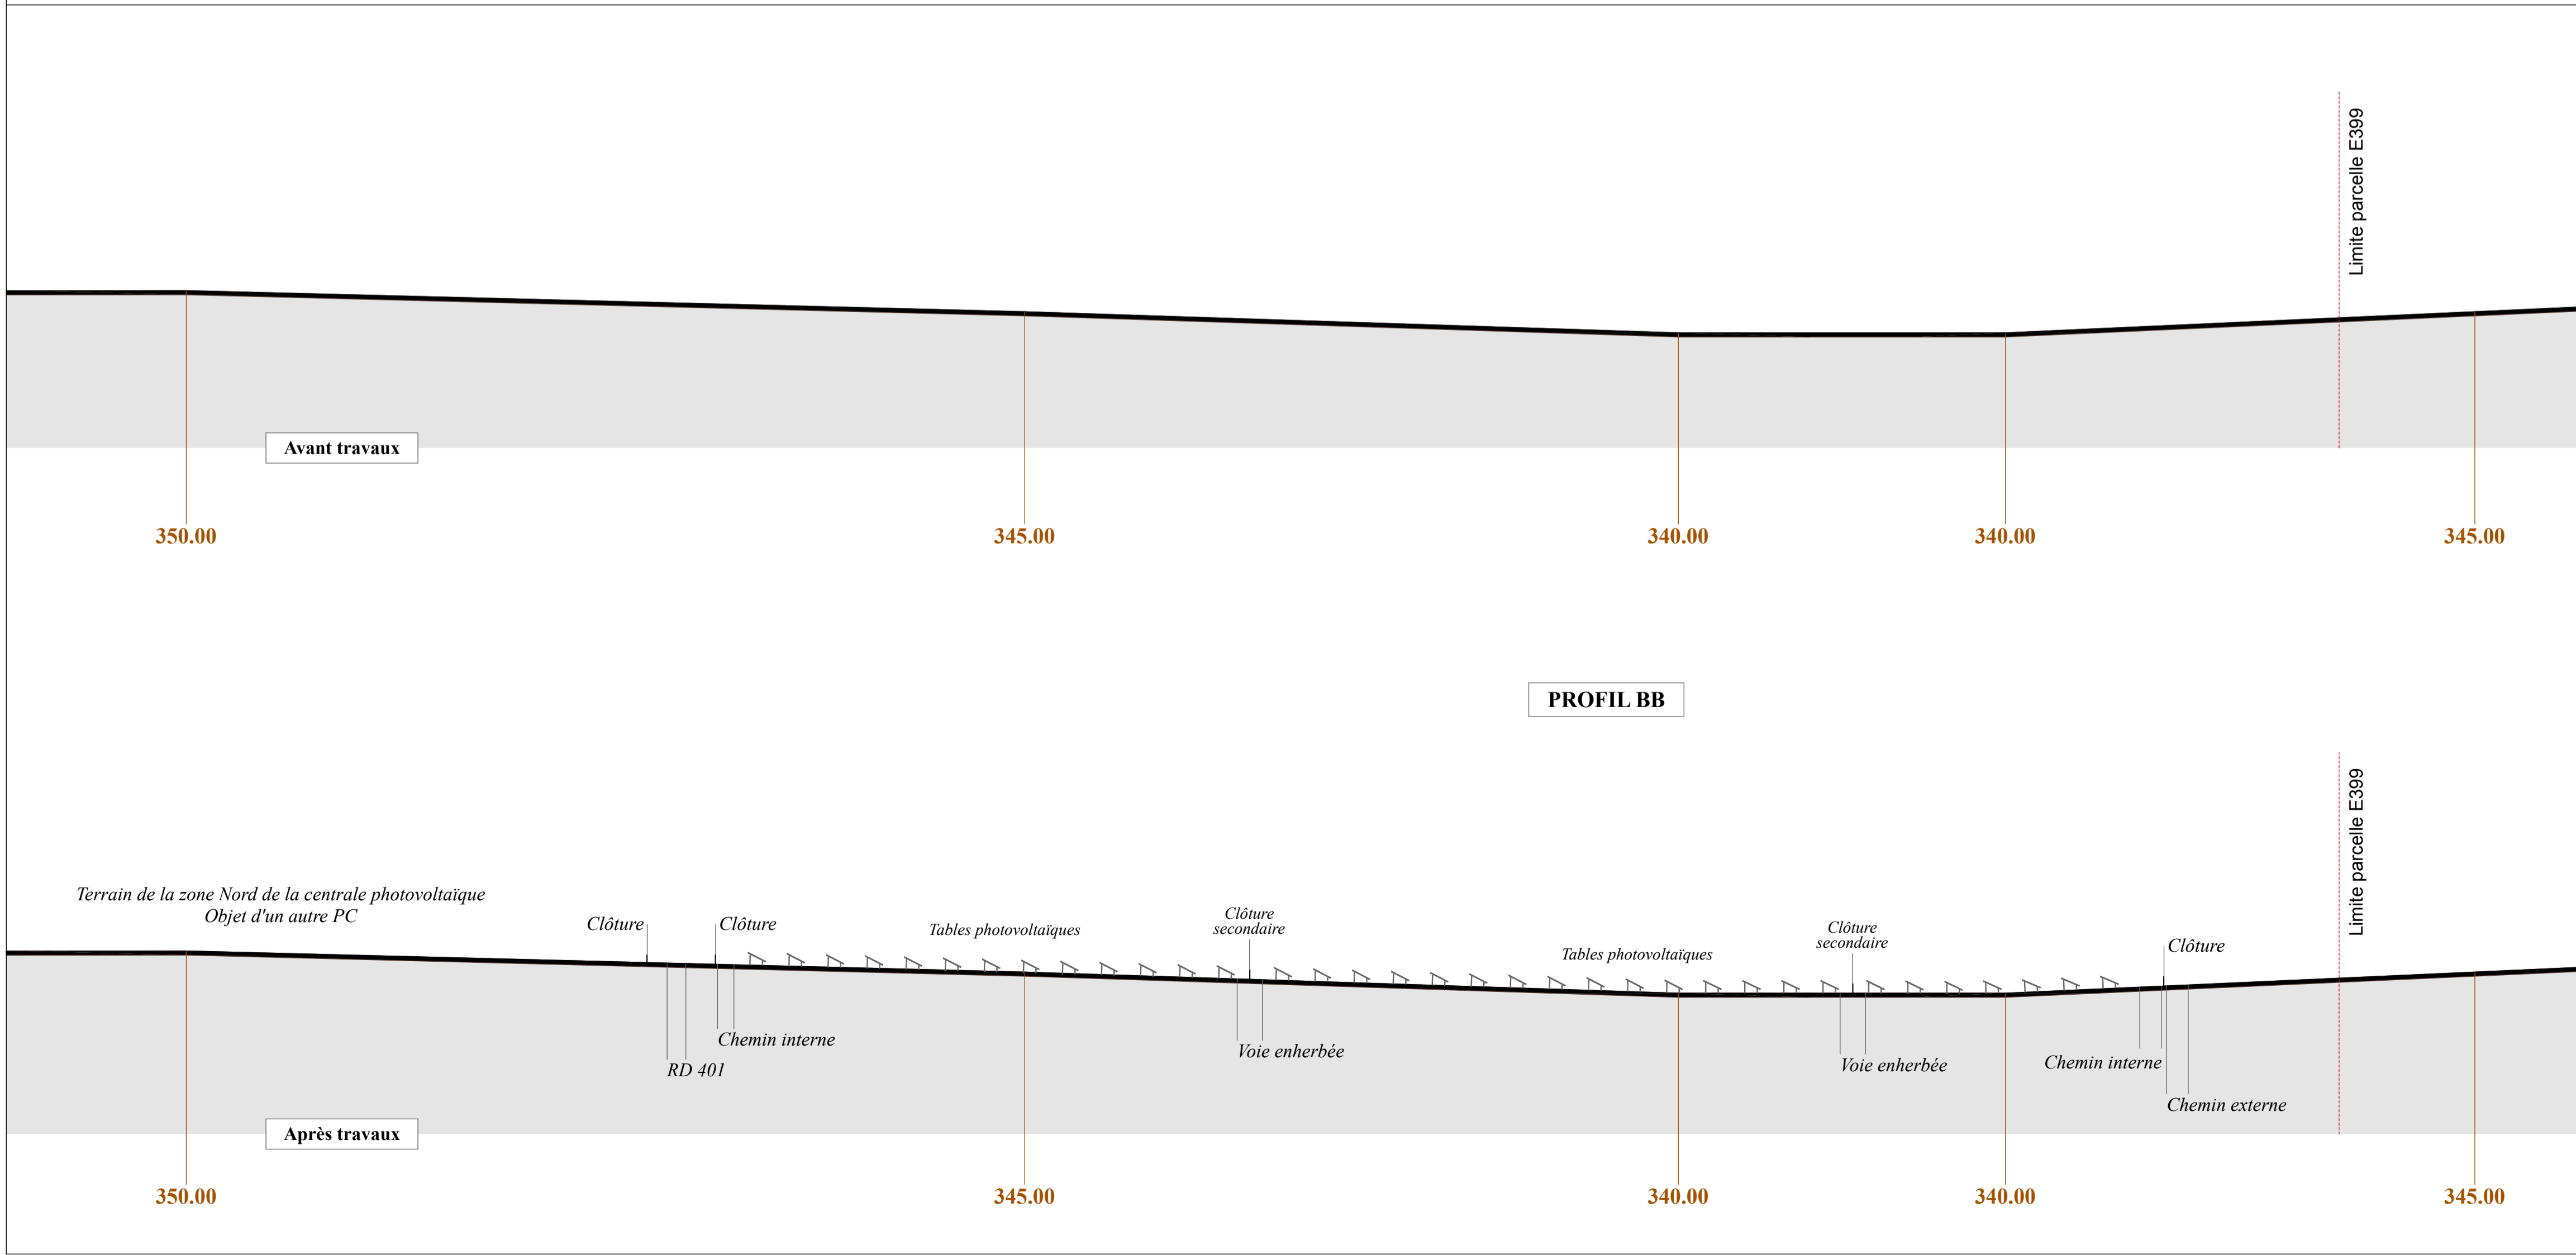 Limite parcelle E399
Avant travaux
350.00
345.00
340.00
340.00
345.00
PROFIL BB
Limite parcelle E399
Terrain de la zone Nord de la centrale photovoltaïque
Objet d'un autre PC
Clôture
Clôture
Tables photovoltaïques
Clôture
secondaire
Tables photovoltaïques
Clôture
secondaire
Clôture
Chemin interne
RD 401
Voie enherbée
Voie enherbée
Chemin interne
Chemin externe
Après travaux
350.00
345.00
340.00
340.00
345.00